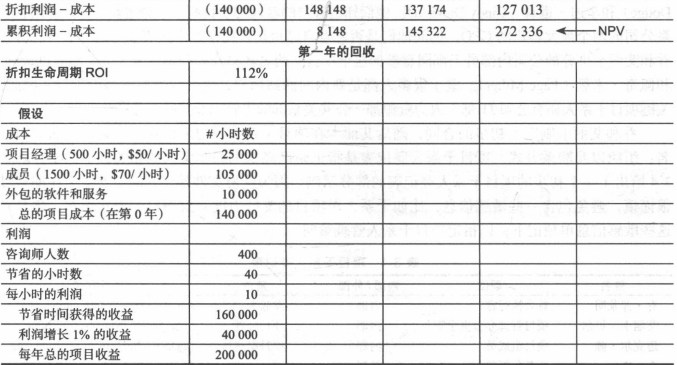 折扣利润-成本 (140 000) 148 148 137 174 127 013
累积利润-成本 (140 000) 8 148 145 322 272 336 ←NPV
第一年的回收
折扣生命周期 ROI 112%
假设
成本 #小时数
项目经理(500 小时,$50/小时) 25 000
成员(1500 小时,$70/小时) 105 000
外包的软件和服务 10 000
总的项目成本(在第 0 年) 140 000
利润
咨询师人数 400
节省的小时数 40
每小时的利润 10
节省时间获得的收益 160 000
利润增长 1% 的收益 40 000
每年总的项目收益 200 000